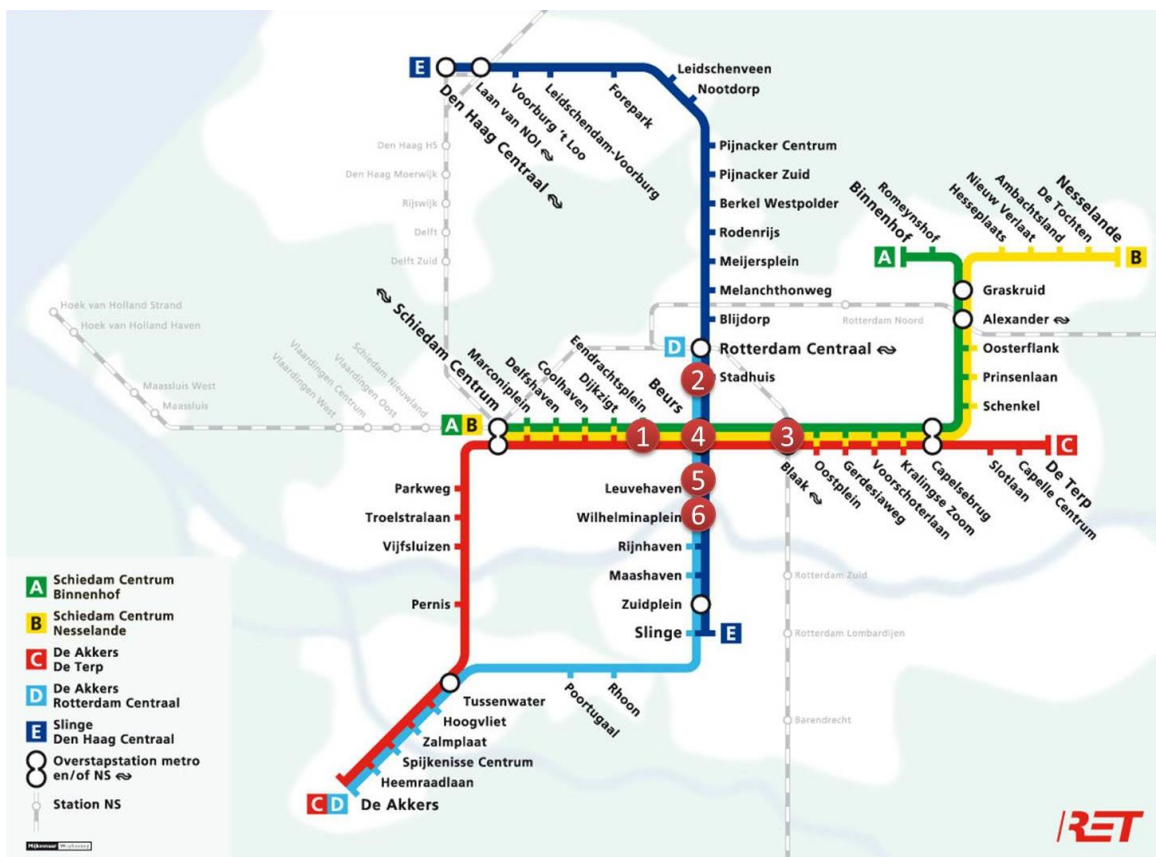 E
Den Haag Centraal
Laan van NOI
Voorburg 't Loo
Leidschendam-Voorburg
Forepark
Leidschenveen
Nootdorp
Pijnacker Centrum
Pijnacker Zuid
Berkel Westpolder
Rodenrijs
Meijersplein
Melanchthonweg
Blijdorp
D
Rotterdam Centraal
Stadhuis
Den Haag HS
Den Haag Moerwijk
Rijswijk
Delft
Delft Zuid
Hoek van Holland Strand
Hoek van Holland Haven
Maassluis West
Maassluis
Vlaardingen West
Vlaardingen Centrum
Vlaardingen Oost
Schiedam Nieuwland
Rotterdam Noord
A
Binnenhof
Romeynshof
Hesseplaats
Nieuw Verlaat
Ambachtsland
De Tochten
Nesselande
B
Graskruid
Alexander
Oosterflank
Prinsenlaan
Schenkel
A B
Schiedam Centrum
Marconiplein
Delfshaven
Coolhaven
Dijkzigt
Eendrachtsplein
Beurs
1
2
3
4
5
6
Blaak
Oostplein
Gerdesiaweg
Voorschoterlaan
Kralingse Zoom
Capelsebrug
Slotlaan
Capelle Centrum
De Terp
C
Parkweg
Troelstralaan
Vijfsluizen
Pernis
Leuvehaven
Wilhelminaplein
Rijnhaven
Maashaven
Zuidplein
Slinge
E
Rotterdam Zuid
Rotterdam Lombardijen
Barendrecht
Rhoon
Poortugaal
Tussenwater
Hoogvliet
Zalmplaat
Spijkenisse Centrum
Heemraadlaan
C D
De Akkers
A
Schiedam Centrum
Binnenhof
B
Schiedam Centrum
Nesselande
C
De Akkers
De Terp
D
De Akkers
Rotterdam Centraal
E
Slinge
Den Haag Centraal
Overstapstation metro
en/of NS
Station NS
RET